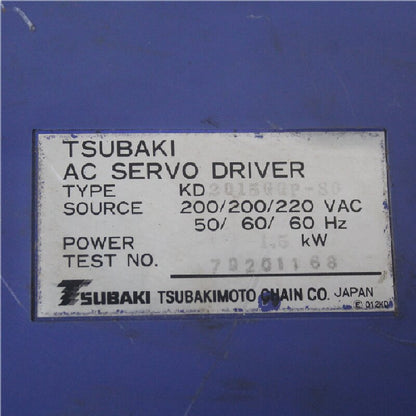 TSUBAKI
AC SERVO DRIVER
TYPE KD
SOURCE 200/200/220 VAC
50/ 60/ 60 Hz
POWER 1.5 kW
TEST NO. 79201168
TSUBAKI TSUBAKIMOTO CHAIN CO. JAPAN